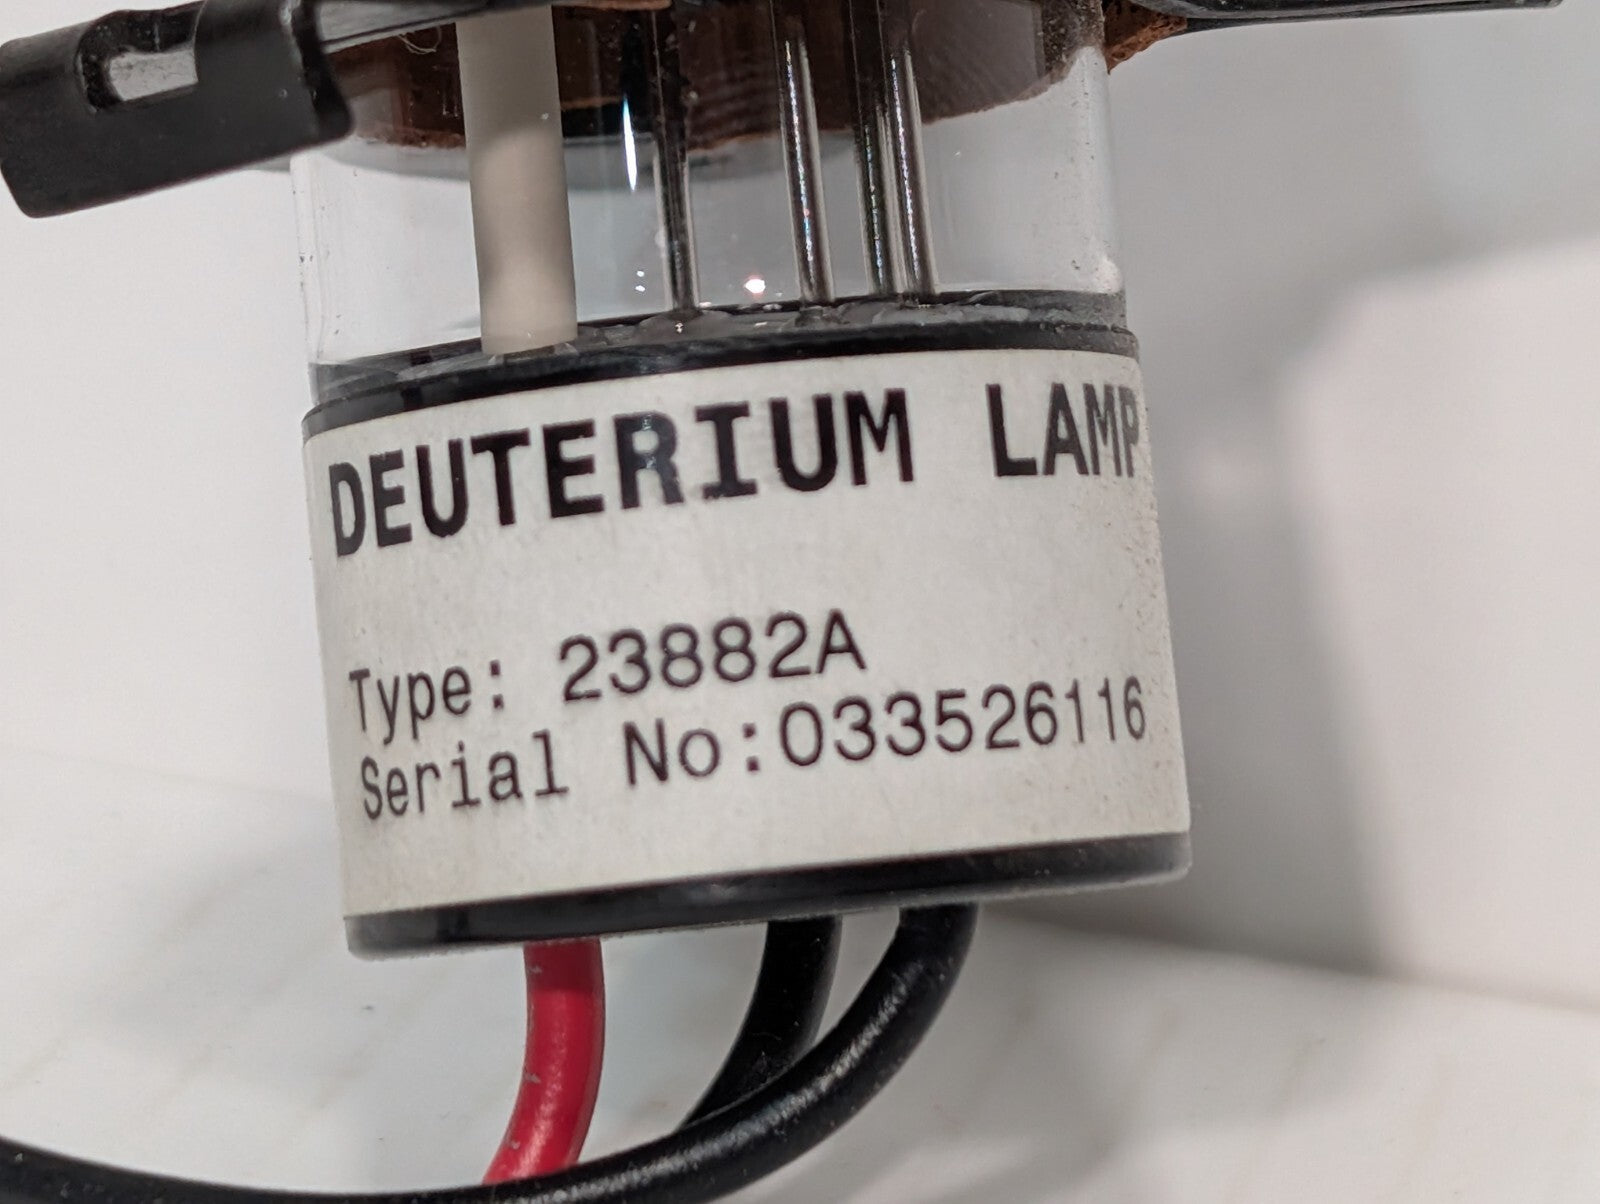 DEUTERIUM LAMP
Type: 23882A
Serial No:033526116